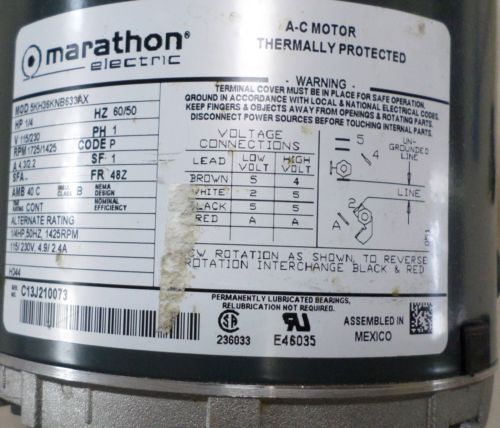 marathon®
electric
A-C MOTOR
THERMALLY PROTECTED
MOD 5KH36KNB633AX
HP 1/4 HZ 60/50
V 115/230 PH 1
RPM 1725/1425 CODE P
A 4.3/2.2 SF 1
SFA FR 48Z
AMB 40 C CLASS B NEMA DESIGN
CONT NOMINAL EFFICIENCY
ALTERNATE RATING
1/4HP, 50HZ, 1425RPM
115/230V, 4.9/2.4A
H044
C13J210073
WARNING
TERMINAL COVER MUST BE IN PLACE FOR SAFE OPERATION.
GROUND IN ACCORDANCE WITH LOCAL & NATIONAL ELECTRICAL CODES.
KEEP FINGERS & OBJECTS AWAY FROM OPENINGS & ROTATING PARTS.
DISCONNECT POWER SOURCES BEFORE TOUCHING INTERNAL PARTS.
VOLTAGE
CONNECTIONS
LEAD LOW VOLT HIGH VOLT
BROWN 5 4
WHITE 2 5
BLACK 5 5
RED A A
5
4
UN-
GROUNDED
LINE
LINE
2
A
CW ROTATION AS SHOWN, TO REVERSE
ROTATION INTERCHANGE BLACK & RED
PERMANENTLY LUBRICATED BEARINGS,
RELUBRICATION NOT REQUIRED.
236033
E46035
ASSEMBLED IN
MEXICO